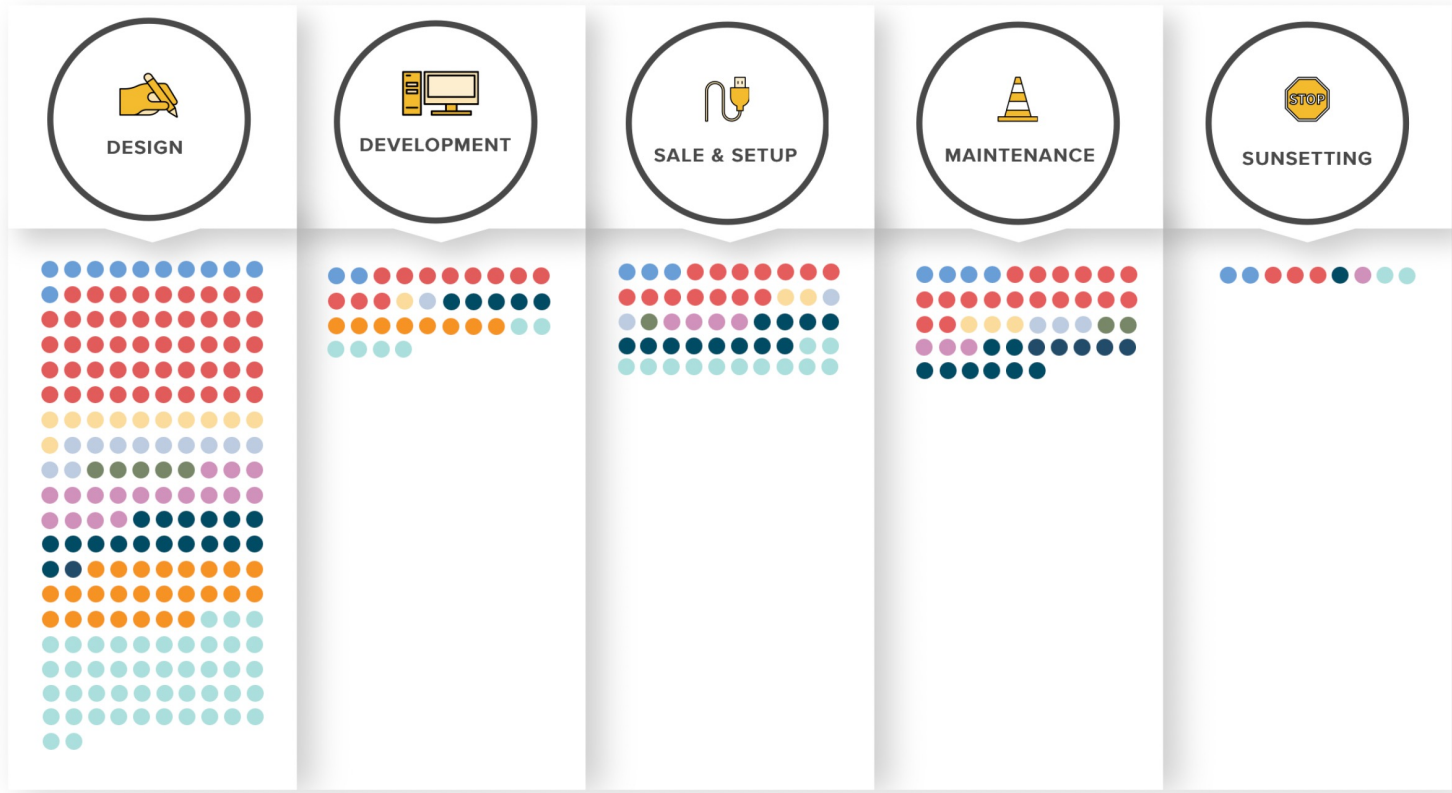 DESIGN
DEVELOPMENT
SALE & SETUP
MAINTENANCE
STOP
SUNSETTING